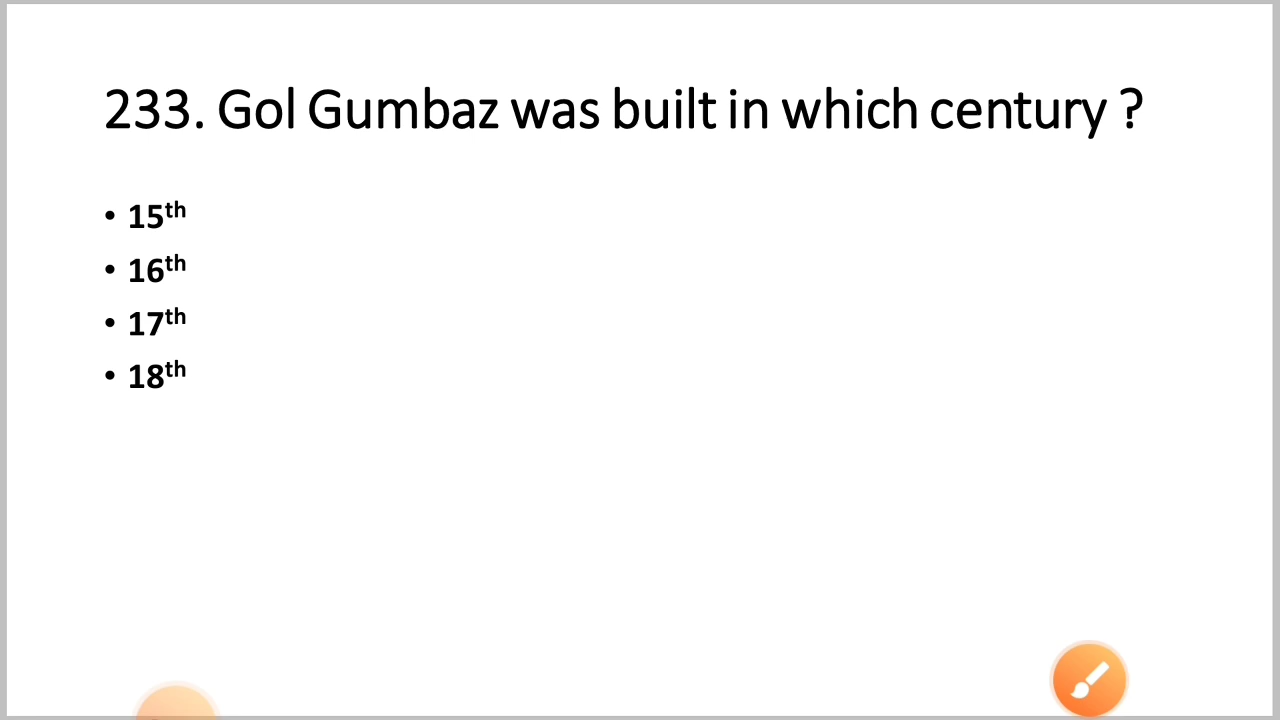 233. Gol Gumbaz was built in which century ?
• 15th
• 16th
• 17th
• 18th